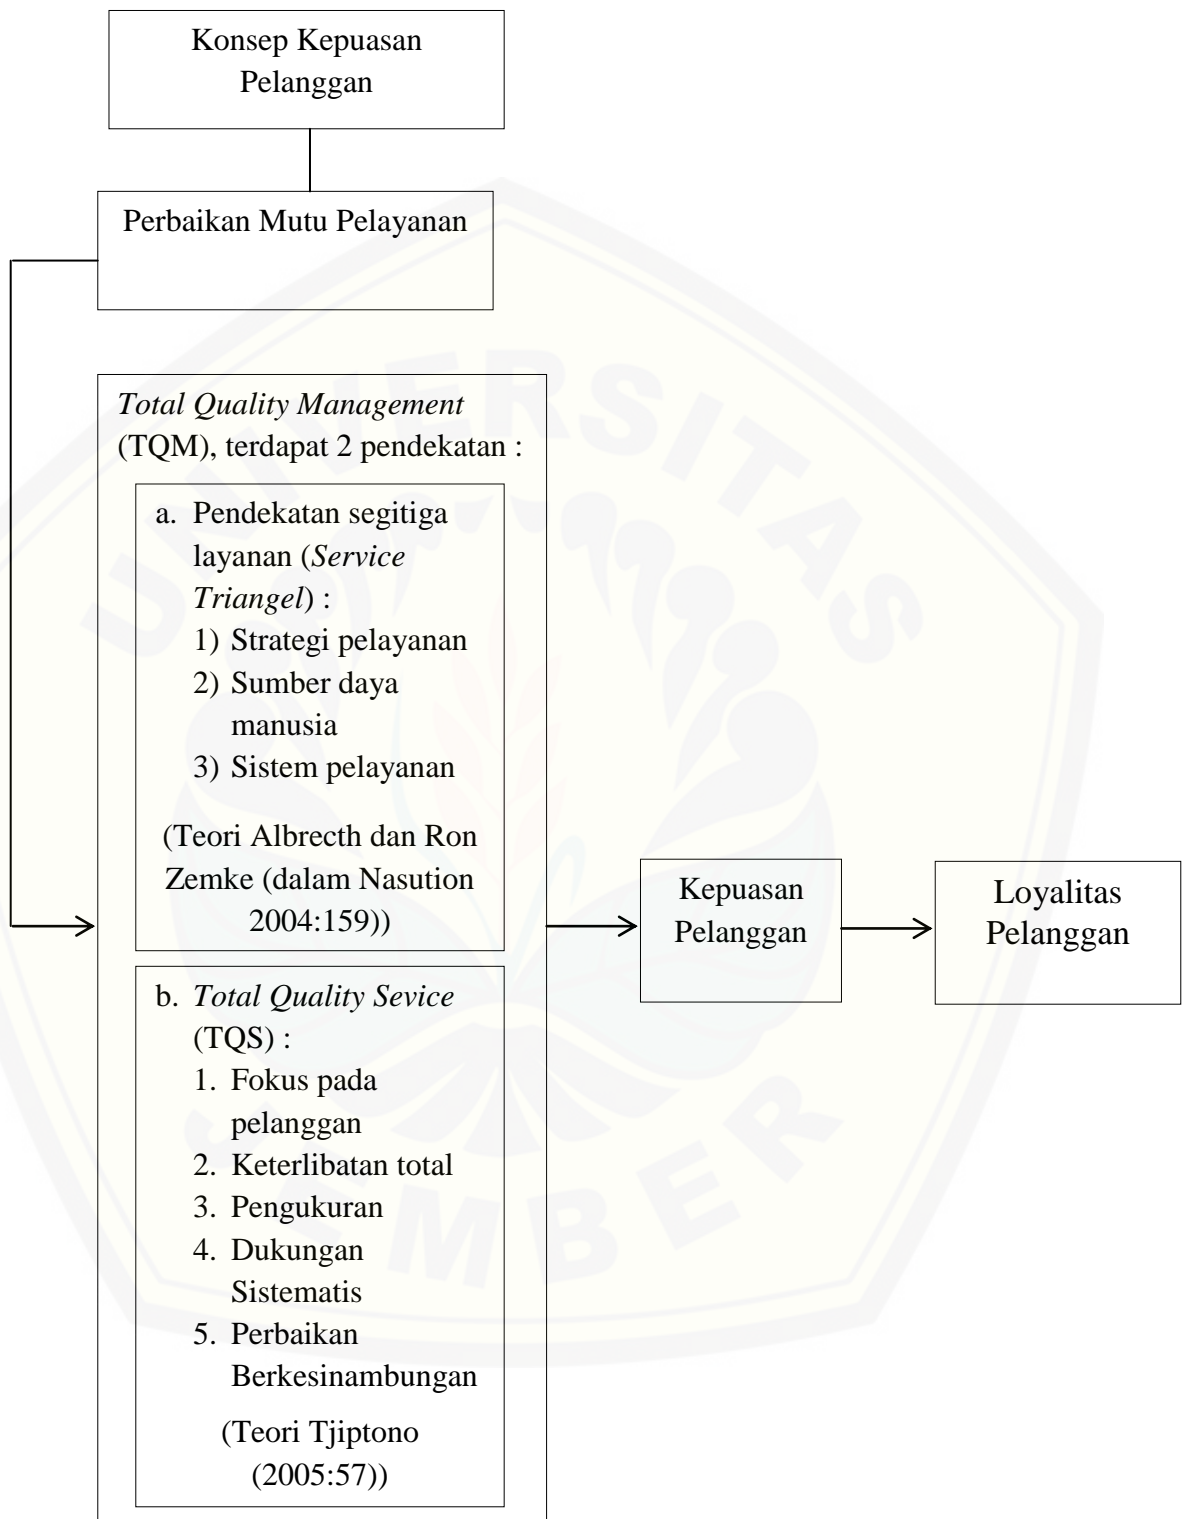 Konsep Kepuasan
Pelanggan
Perbaikan Mutu Pelayanan
Total Quality Management
(TQM), terdapat 2 pendekatan :
a. Pendekatan segitiga
layanan (Service
Triangel) :
1) Strategi pelayanan
2) Sumber daya
manusia
3) Sistem pelayanan
(Teori Albrecth dan Ron
Zemke (dalam Nasution
2004:159))
b. Total Quality Sevice
(TQS) :
1. Fokus pada
pelanggan
2. Keterlibatan total
3. Pengukuran
4. Dukungan
Sistematis
5. Perbaikan
Berkesinambungan
(Teori Tjiptono
(2005:57))
Kepuasan
Pelanggan
Loyalitas
Pelanggan
UNIVERSITAS
JEMBER